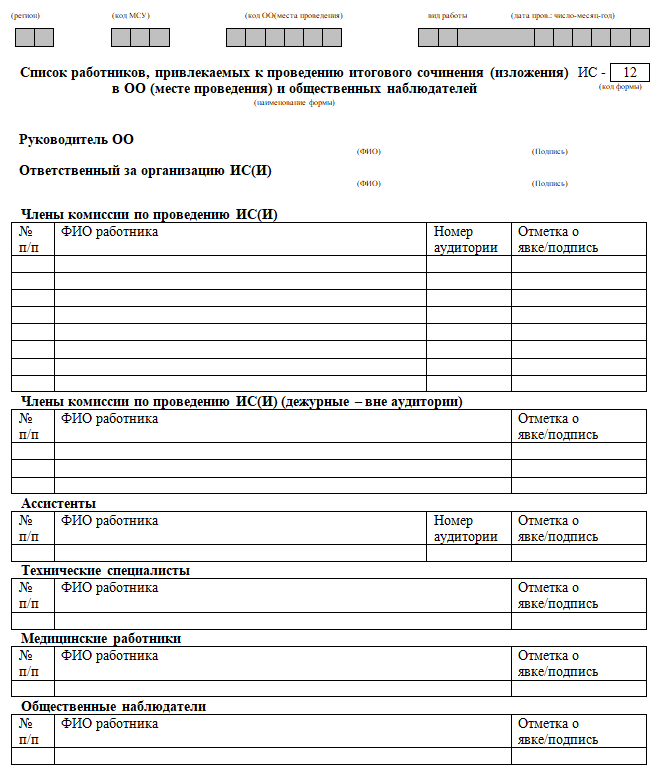 (регион) (код МСУ) (код ОО(места проведения) вид работы (дата пров.: число-месяц-год)
Список работников, привлекаемых к проведению итогового сочинения (изложения) ИС - 12
в ОО (месте проведения) и общественных наблюдателей (код формы)
(наименование формы)
Руководитель ОО
(ФИО) (Подпись)
Ответственный за организацию ИС(И)
(ФИО) (Подпись)
Члены комиссии по проведению ИС(И)
№ ФИО работника Номер Отметка о
п/п аудитории явке/подпись
Члены комиссии по проведению ИС(И) (дежурные – вне аудитории)
№ ФИО работника Отметка о
п/п явке/подпись
Ассистенты
№ ФИО работника Номер Отметка о
п/п аудитории явке/подпись
Технические специалисты
№ ФИО работника Отметка о
п/п явке/подпись
Медицинские работники
№ ФИО работника Отметка о
п/п явке/подпись
Общественные наблюдатели
№ ФИО работника Отметка о
п/п явке/подпись